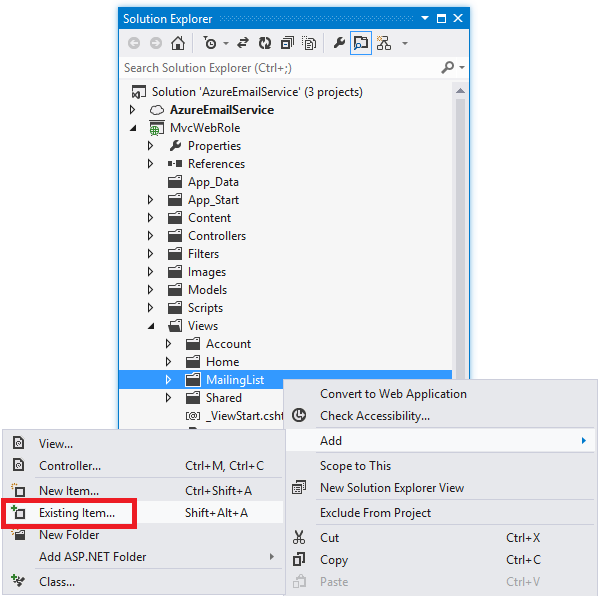 Solution Explorer
Search Solution Explorer (Ctrl+;)
Solution 'AzureEmailService' (3 projects)
AzureEmailService
MvcWebRole
Properties
References
App_Data
App_Start
Content
Controllers
Filters
Images
Models
Scripts
Views
Account
Home
MailingList
Shared
_ViewStart.csht
Convert to Web Application
Check Accessibility...
Add
Scope to This
New Solution Explorer View
Exclude From Project
Cut Ctrl+X
Copy Ctrl+C
Paste Ctrl+V
View...
Controller... Ctrl+M, Ctrl+C
New Item... Ctrl+Shift+A
Existing Item... Shift+Alt+A
New Folder
Add ASP.NET Folder
Class...